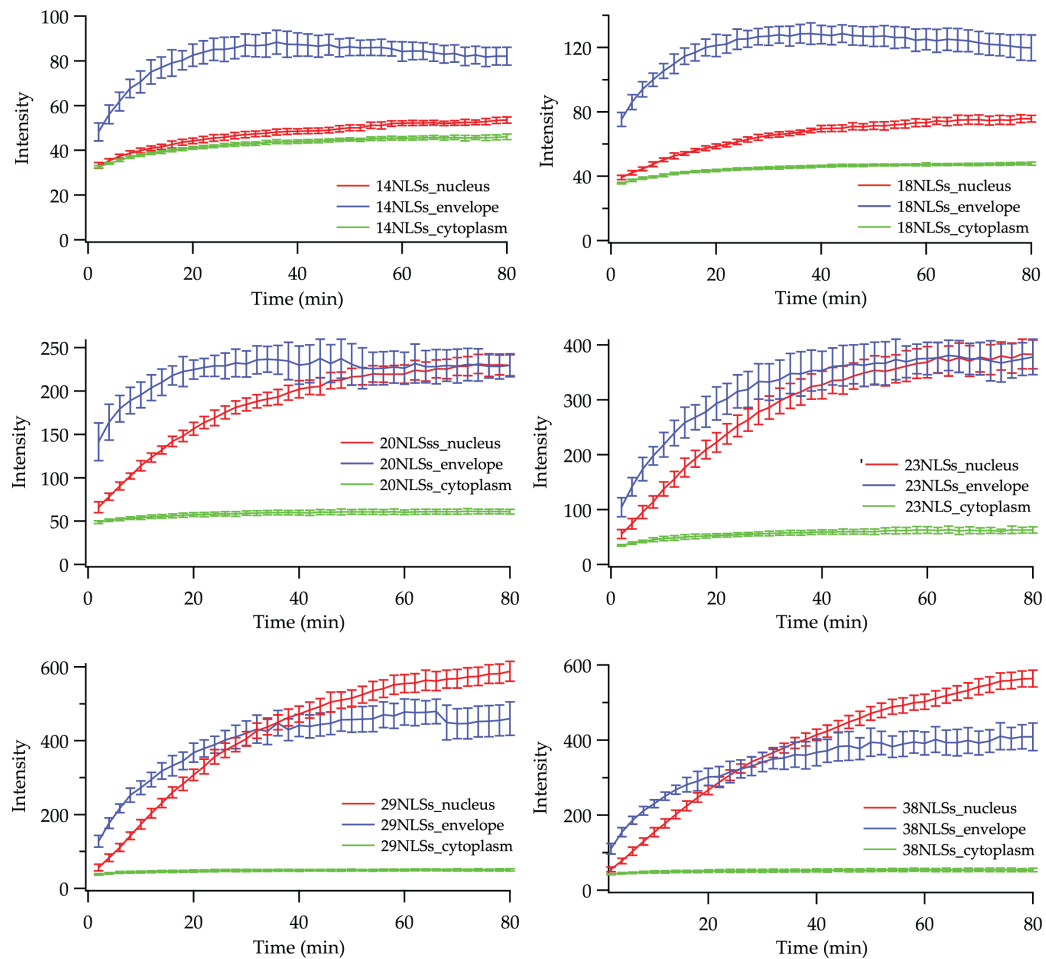 100
80
60
40
20
0
Intensity
14NLSs_nucleus
14NLSs_envelope
14NLSs_cytoplasm
0 20 40 60 80
Time (min)
120
80
40
0
Intensity
18NLSs_nucleus
18NLSs_envelope
18NLSs_cytoplasm
0 20 40 60 80
Time (min)
250
200
150
100
50
0
Intensity
20NLSss_nucleus
20NLSs_envelope
20NLSs_cytoplasm
0 20 40 60 80
Time (min)
400
300
200
100
0
Intensity
' 23NLSs_nucleus
23NLSs_envelope
23NLS_cytoplasm
0 20 40 60 80
Time (min)
600
400
200
0
Intensity
29NLSs_nucleus
29NLSs_envelope
29NLSs_cytoplasm
0 20 40 60 80
Time (min)
600
400
200
0
Intensity
38NLSs_nucleus
38NLSs_envelope
38NLSs_cytoplasm
20 40 60 80
Time (min)